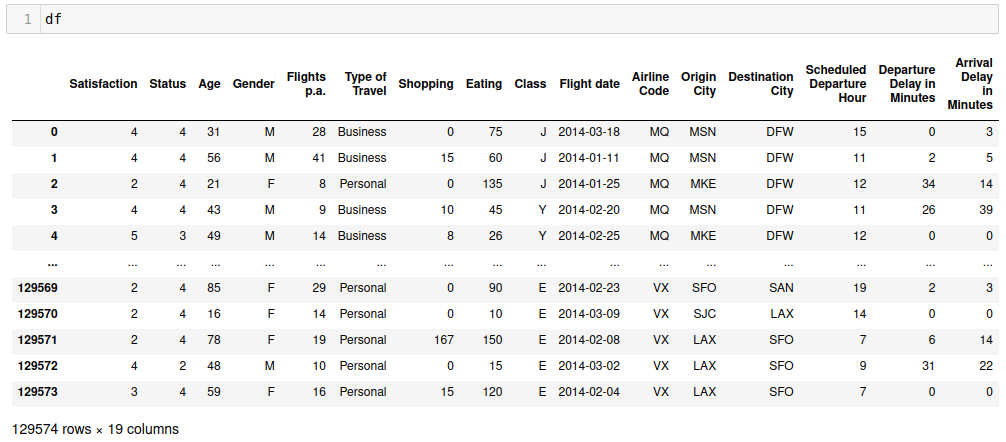 1 df
Satisfaction Status Age Gender Flights p.a. Type of Travel Shopping Eating Class Flight date Airline Code Origin City Destination City Scheduled Departure Hour Departure Delay in Minutes Arrival Delay in Minutes
0 4 4 31 M 28 Business 0 75 J 2014-03-18 MQ MSN DFW 15 0 3
1 4 4 56 M 41 Business 15 60 J 2014-01-11 MQ MSN DFW 11 2 5
2 2 4 21 F 8 Personal 0 135 J 2014-01-25 MQ MKE DFW 12 34 14
3 4 4 43 M 9 Business 10 45 Y 2014-02-20 MQ MSN DFW 11 26 39
4 5 3 49 M 14 Business 8 26 Y 2014-02-25 MQ MKE DFW 12 0 0
... ... ... ... ... ... ... ... ... ... ... ... ... ... ... ... ...
129569 2 4 85 F 29 Personal 0 90 E 2014-02-23 VX SFO SAN 19 2 3
129570 2 4 16 F 14 Personal 0 10 E 2014-03-09 VX SJC LAX 14 0 0
129571 2 4 78 F 19 Personal 167 150 E 2014-02-08 VX LAX SFO 7 6 14
129572 4 2 48 M 10 Personal 0 15 E 2014-03-02 VX LAX SFO 9 31 22
129573 3 4 59 F 16 Personal 15 120 E 2014-02-04 VX LAX SFO 7 0 0
129574 rows × 19 columns